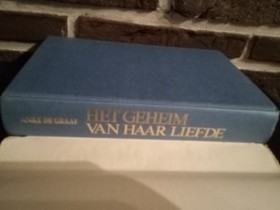 ANKE DE GRAAF
HET GEHEIM
VAN HAAR LIEFDE